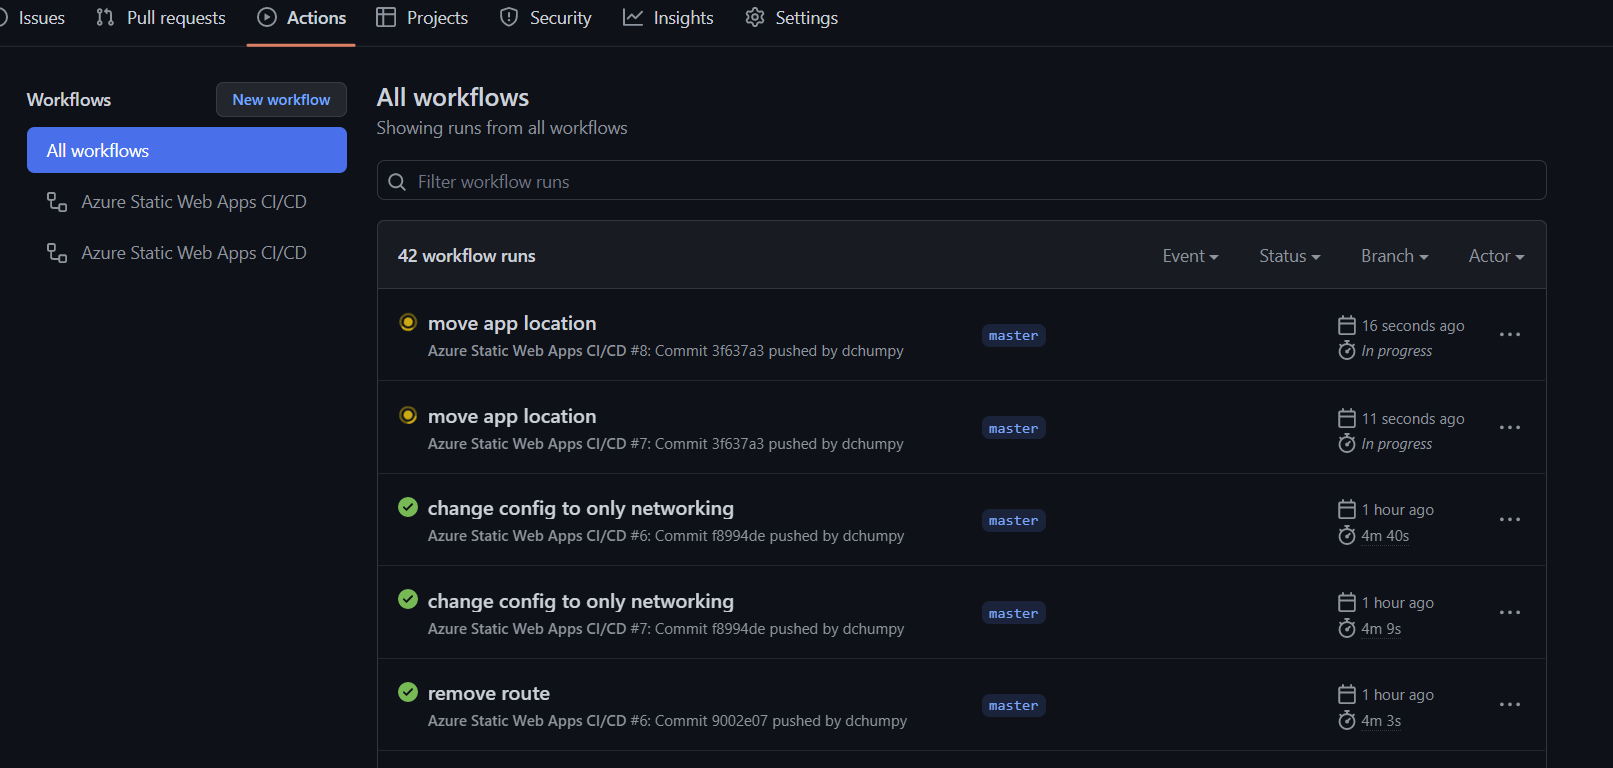 Issues Pull requests Actions Projects Security Insights Settings
Workflows New workflow
All workflows
Azure Static Web Apps CI/CD
Azure Static Web Apps CI/CD
All workflows
Showing runs from all workflows
Filter workflow runs
42 workflow runs Event Status Branch Actor
move app location
Azure Static Web Apps CI/CD #8: Commit 3f637a3 pushed by dchumpy
master
16 seconds ago
In progress
move app location
Azure Static Web Apps CI/CD #7: Commit 3f637a3 pushed by dchumpy
master
11 seconds ago
In progress
change config to only networking
Azure Static Web Apps CI/CD #6: Commit f8994de pushed by dchumpy
master
1 hour ago
4m 40s
change config to only networking
Azure Static Web Apps CI/CD #7: Commit f8994de pushed by dchumpy
master
1 hour ago
4m 9s
remove route
Azure Static Web Apps CI/CD #6: Commit 9002e07 pushed by dchumpy
master
1 hour ago
4m 3s